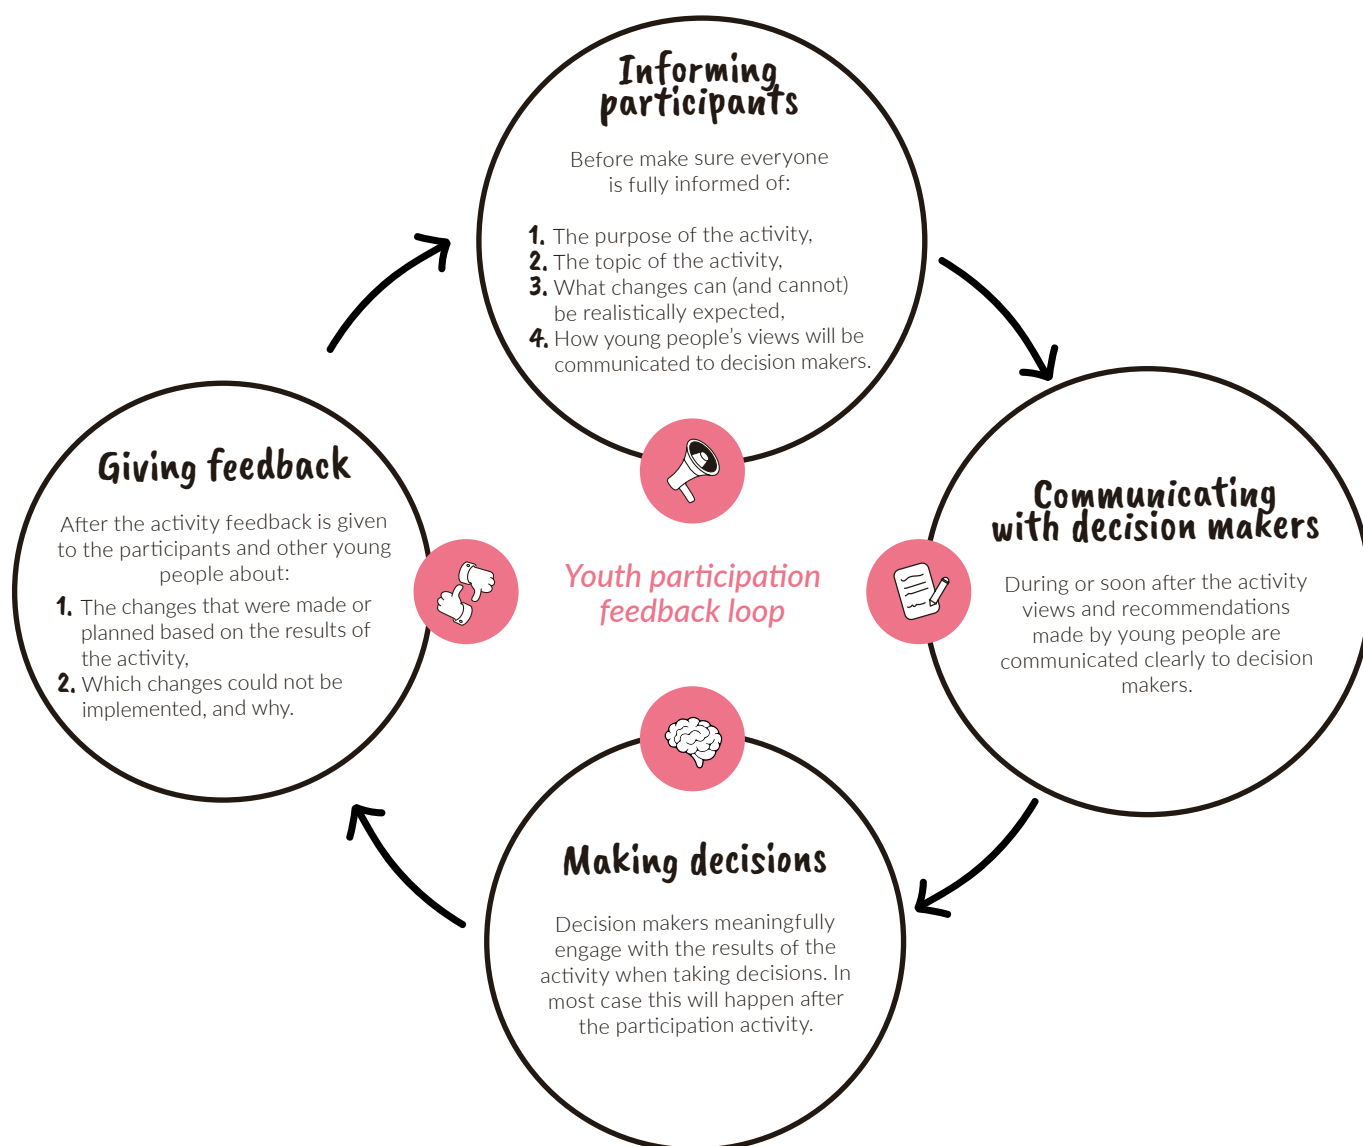 Informing
participants
Before make sure everyone
is fully informed of:
1. The purpose of the activity,
2. The topic of the activity,
3. What changes can (and cannot)
be realistically expected,
4. How young people’s views will be
communicated to decision makers.
Communicating
with decision makers
During or soon after the activity
views and recommendations
made by young people are
communicated clearly to decision
makers.
Making decisions
Decision makers meaningfully
engage with the results of the
activity when taking decisions. In
most case this will happen after
the participation activity.
Giving feedback
After the activity feedback is given
to the participants and other young
people about:
1. The changes that were made or
planned based on the results of
the activity,
2. Which changes could not be
implemented, and why.
Youth participation
feedback loop